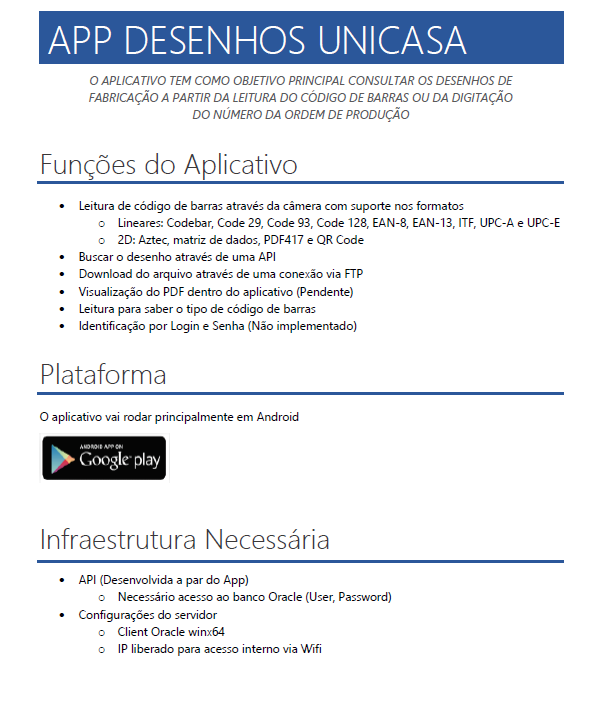 APP DESENHOS UNICASA
O APLICATIVO TEM COMO OBJETIVO PRINCIPAL CONSULTAR OS DESENHOS DE
FABRICAÇÃO A PARTIR DA LEITURA DO CÓDIGO DE BARRAS OU DA DIGITAÇÃO
DO NÚMERO DA ORDEM DE PRODUÇÃO
Funções do Aplicativo
• Leitura de código de barras através da câmera com suporte nos formatos
o Lineares: Codebar, Code 29, Code 93, Code 128, EAN-8, EAN-13, ITF, UPC-A e UPC-E
o 2D: Aztec, matriz de dados, PDF417 e QR Code
• Buscar o desenho através de uma API
• Download do arquivo através de uma conexão via FTP
• Visualização do PDF dentro do aplicativo (Pendente)
• Leitura para saber o tipo de código de barras
• Identificação por Login e Senha (Não implementado)
Plataforma
O aplicativo vai rodar principalmente em Android
ANDROID APP ON
Google play
Infraestrutura Necessária
• API (Desenvolvida a par do App)
o Necessário acesso ao banco Oracle (User, Password)
• Configurações do servidor
o Client Oracle winx64
o IP liberado para acesso interno via Wifi